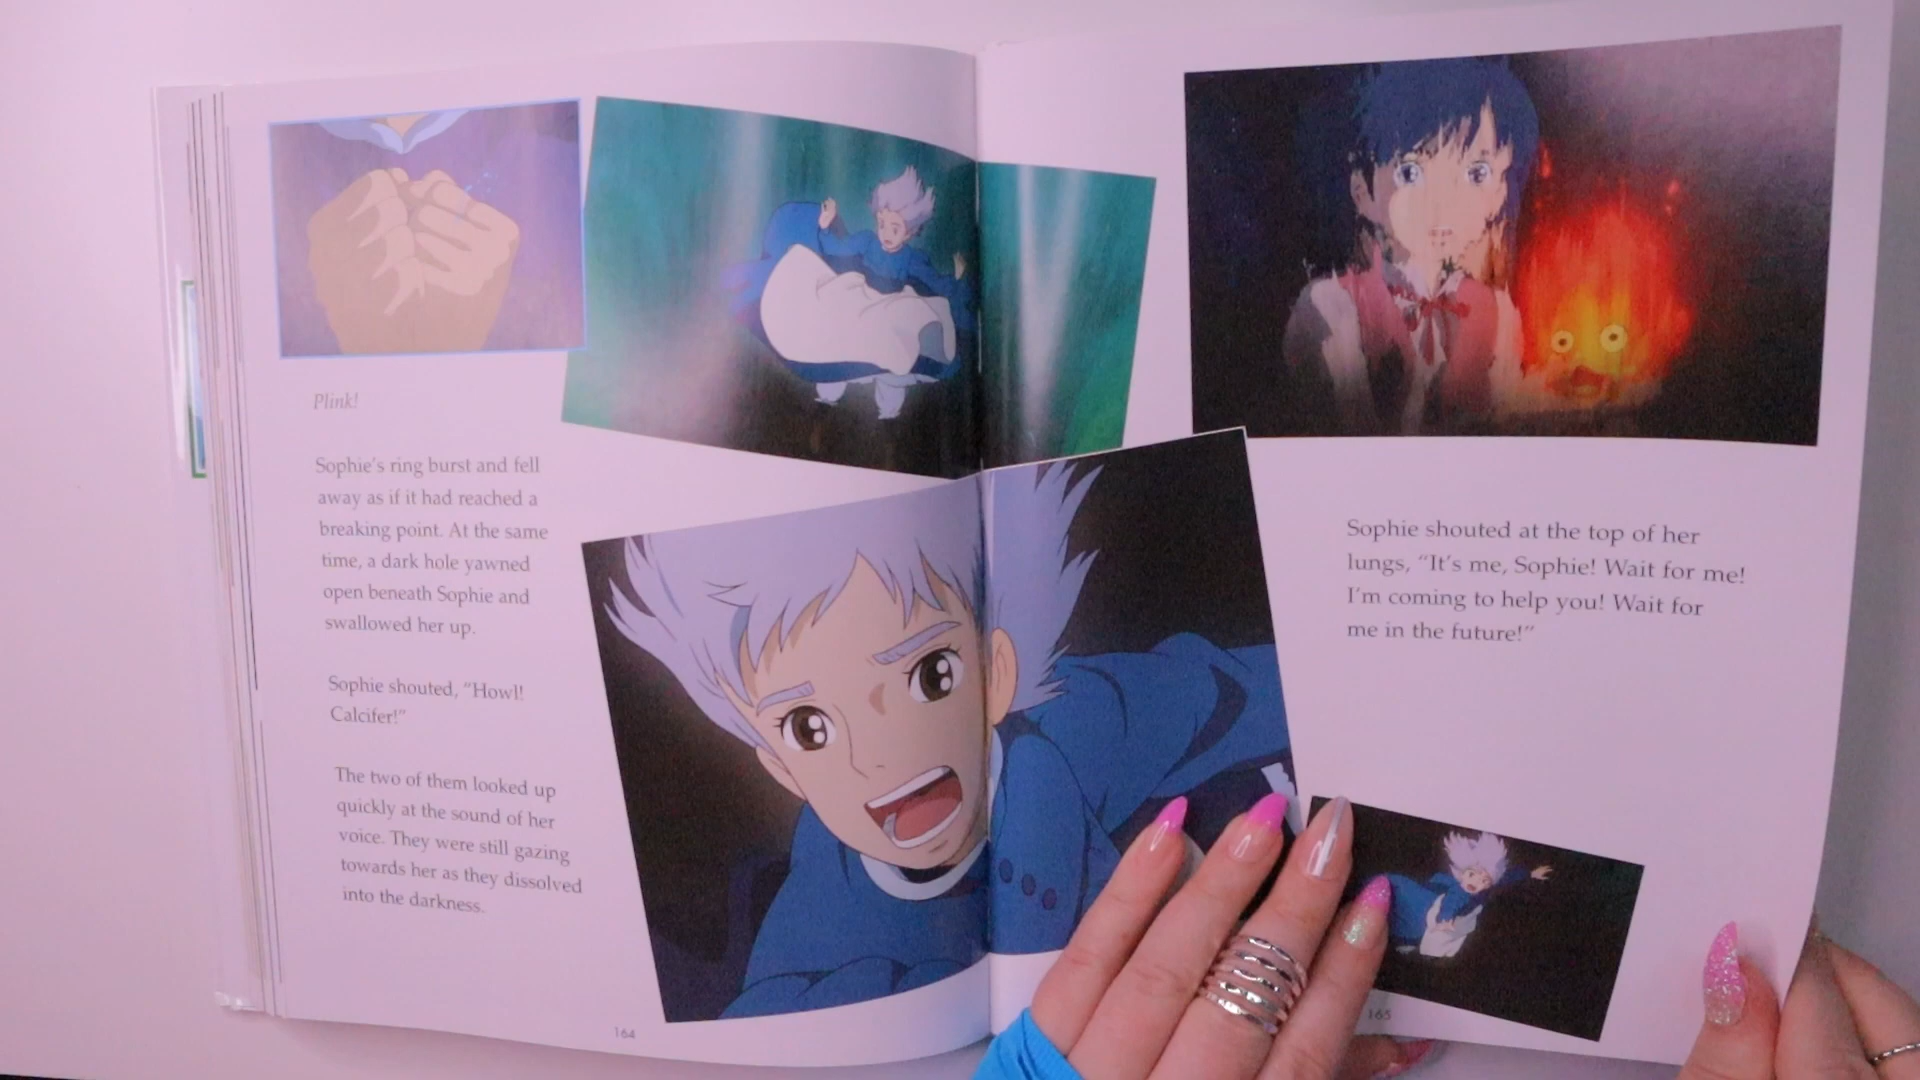 Plink!
Sophie's ring burst and fell
away as if it had reached a
breaking point. At the same
time, a dark hole yawned
open beneath Sophie and
swallowed her up.
Sophie shouted, "Howl!
Calcifer!"
The two of them looked up
quickly at the sound of her
voice. They were still gazing
towards her as they dissolved
into the darkness.
164
Sophie shouted at the top of her
lungs, "It's me, Sophie! Wait for me!
I'm coming to help you! Wait for
me in the future!"
165